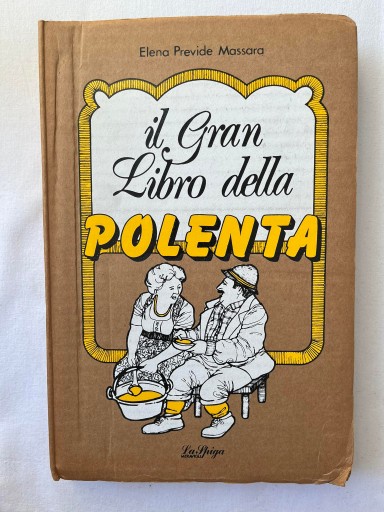 Elena Previde Massara
il Gran
Libro della
POLENTA
La Spiga